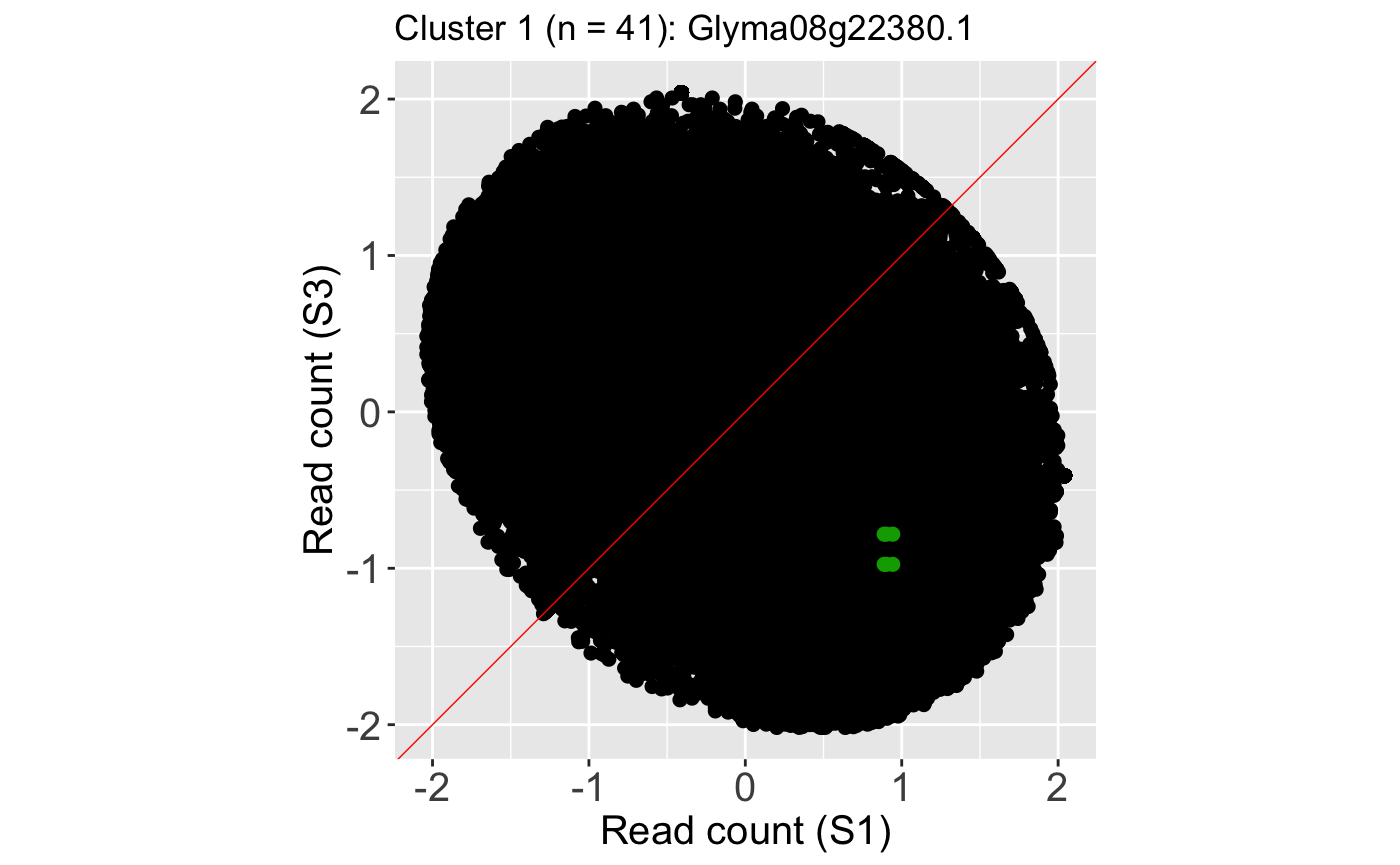 Cluster 1 (n = 41): Glyma08g22380.1
2
1
0
-1
-2
Read count (S3)
-2 -1 0 1 2
Read count (S1)